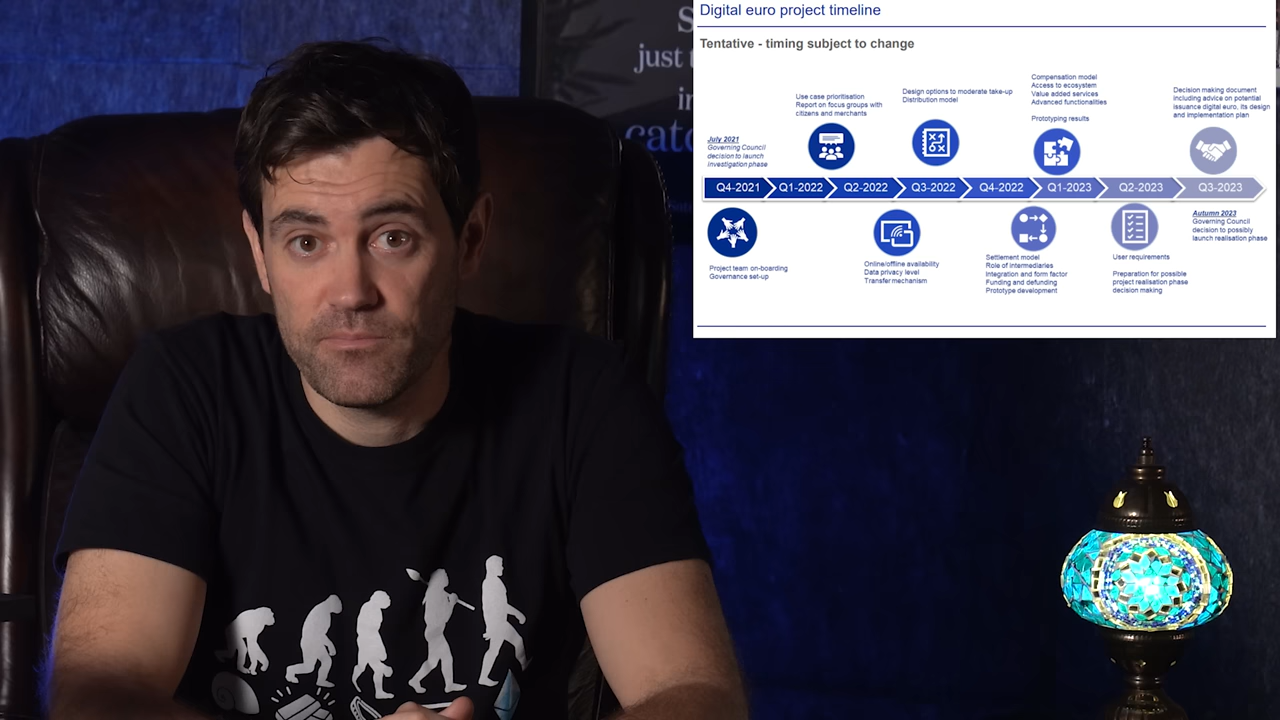 S
just t
in
catc
Digital euro project timeline
Tentative - timing subject to change
July 2021
Governing Council
decision to launch
investigation phase
Use case prioritisation
Report on focus groups with
citizens and merchants
Design options to moderate take-up
Distribution model
Compensation model
Access to ecosystem
Value added services
Advanced functionalities
Prototyping results
Decision making document
including advice on potential
issuance digital euro, its design
and implementation plan
Q4-2021 Q1-2022 Q2-2022 Q3-2022 Q4-2022 Q1-2023 Q2-2023 Q3-2023
Project team on-boarding
Governance set-up
Online/offline availability
Data privacy level
Transfer mechanism
Settlement model
Role of intermediaries
Integration and form factor
Funding and defunding
Prototype development
User requirements
Preparation for possible
project realisation phase
decision making
Autumn 2023
Governing Council
decision to possibly
launch realisation phase